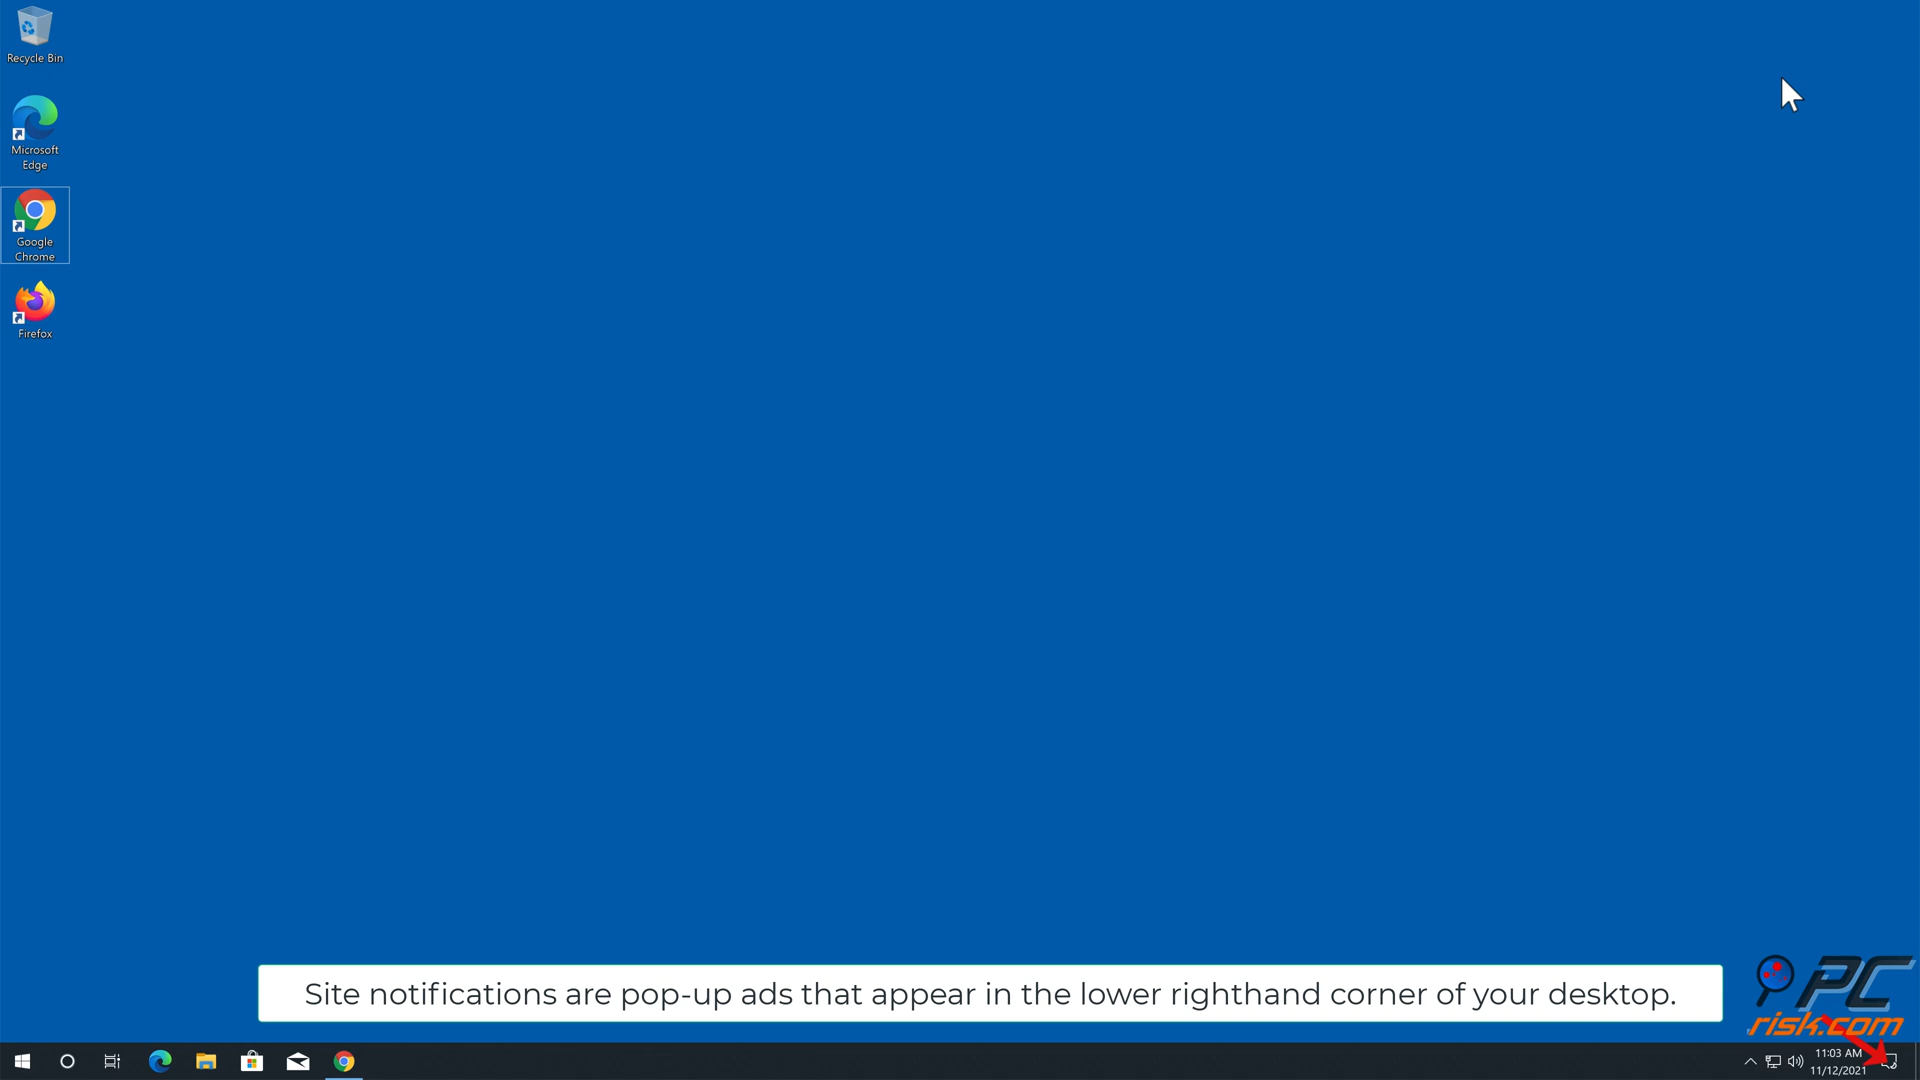 Recycle Bin
Microsoft
Edge
Google
Chrome
Firefox
Site notifications are pop-up ads that appear in the lower righthand corner of your desktop.
PC
risk.com
11:03 AM
11/12/2021